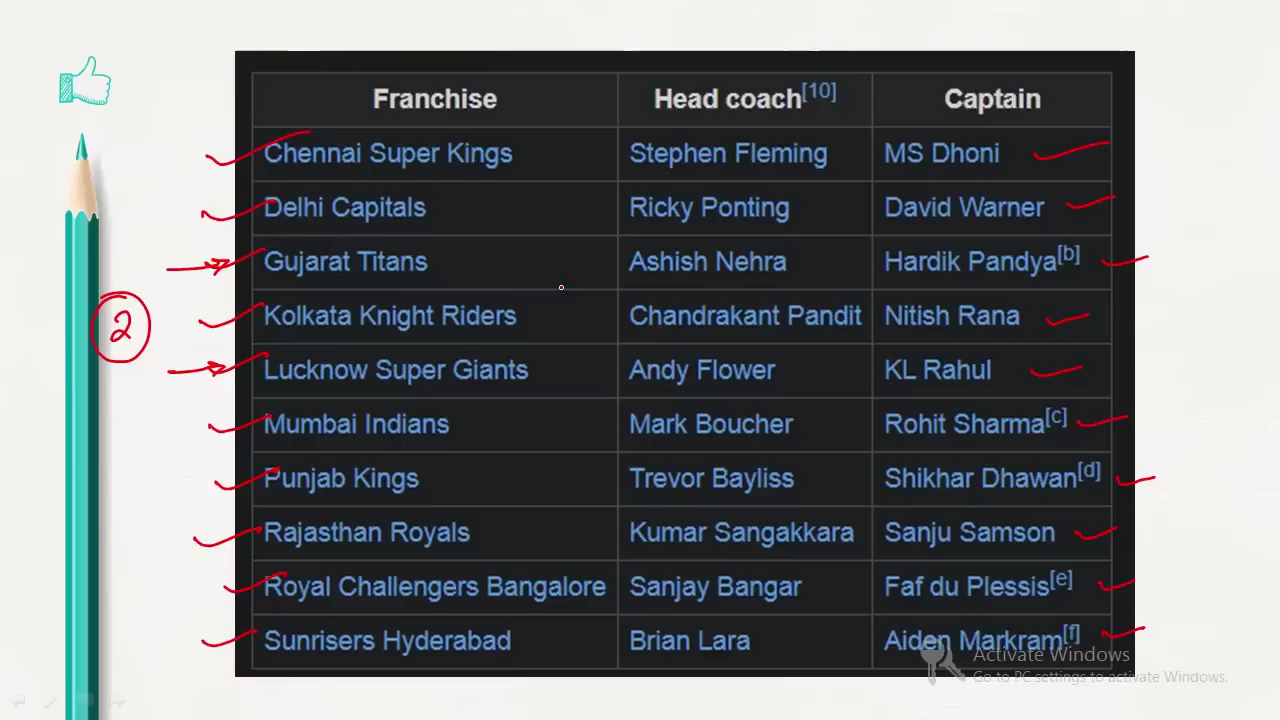 Franchise Head coach[10] Captain
Chennai Super Kings Stephen Fleming MS Dhoni
Delhi Capitals Ricky Ponting David Warner
Gujarat Titans Ashish Nehra Hardik Pandya[b]
2
Kolkata Knight Riders Chandrakant Pandit Nitish Rana
Lucknow Super Giants Andy Flower KL Rahul
Mumbai Indians Mark Boucher Rohit Sharma[c]
Punjab Kings Trevor Bayliss Shikhar Dhawan[d]
Rajasthan Royals Kumar Sangakkara Sanju Samson
Royal Challengers Bangalore Sanjay Bangar Faf du Plessis[e]
Sunrisers Hyderabad Brian Lara Aiden Markram[f]
Activate Windows
Go to PC settings to activate Windows.